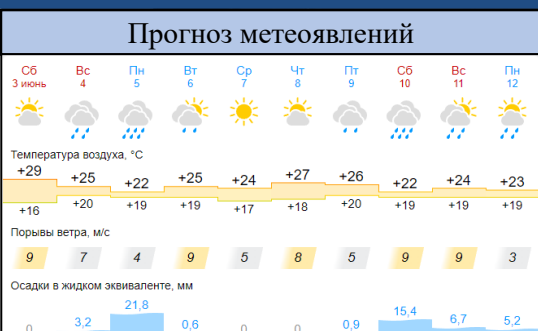 Прогноз метеоявлений
Сб Вс Пн Вт Ср Чт Пт Сб Вс Пн
3 июнь 4 5 6 7 8 9 10 11 12
Температура воздуха, °C
+29 +25 +22 +25 +24 +27 +26 +22 +24 +23
+16 +20 +19 +19 +17 +18 +20 +19 +19 +19
Порывы ветра, м/с
9 7 4 9 5 8 5 9 9 3
Осадки в жидком эквиваленте, мм
0 3,2 21,8 0,6 0 0 0,9 15,4 6,7 5,2